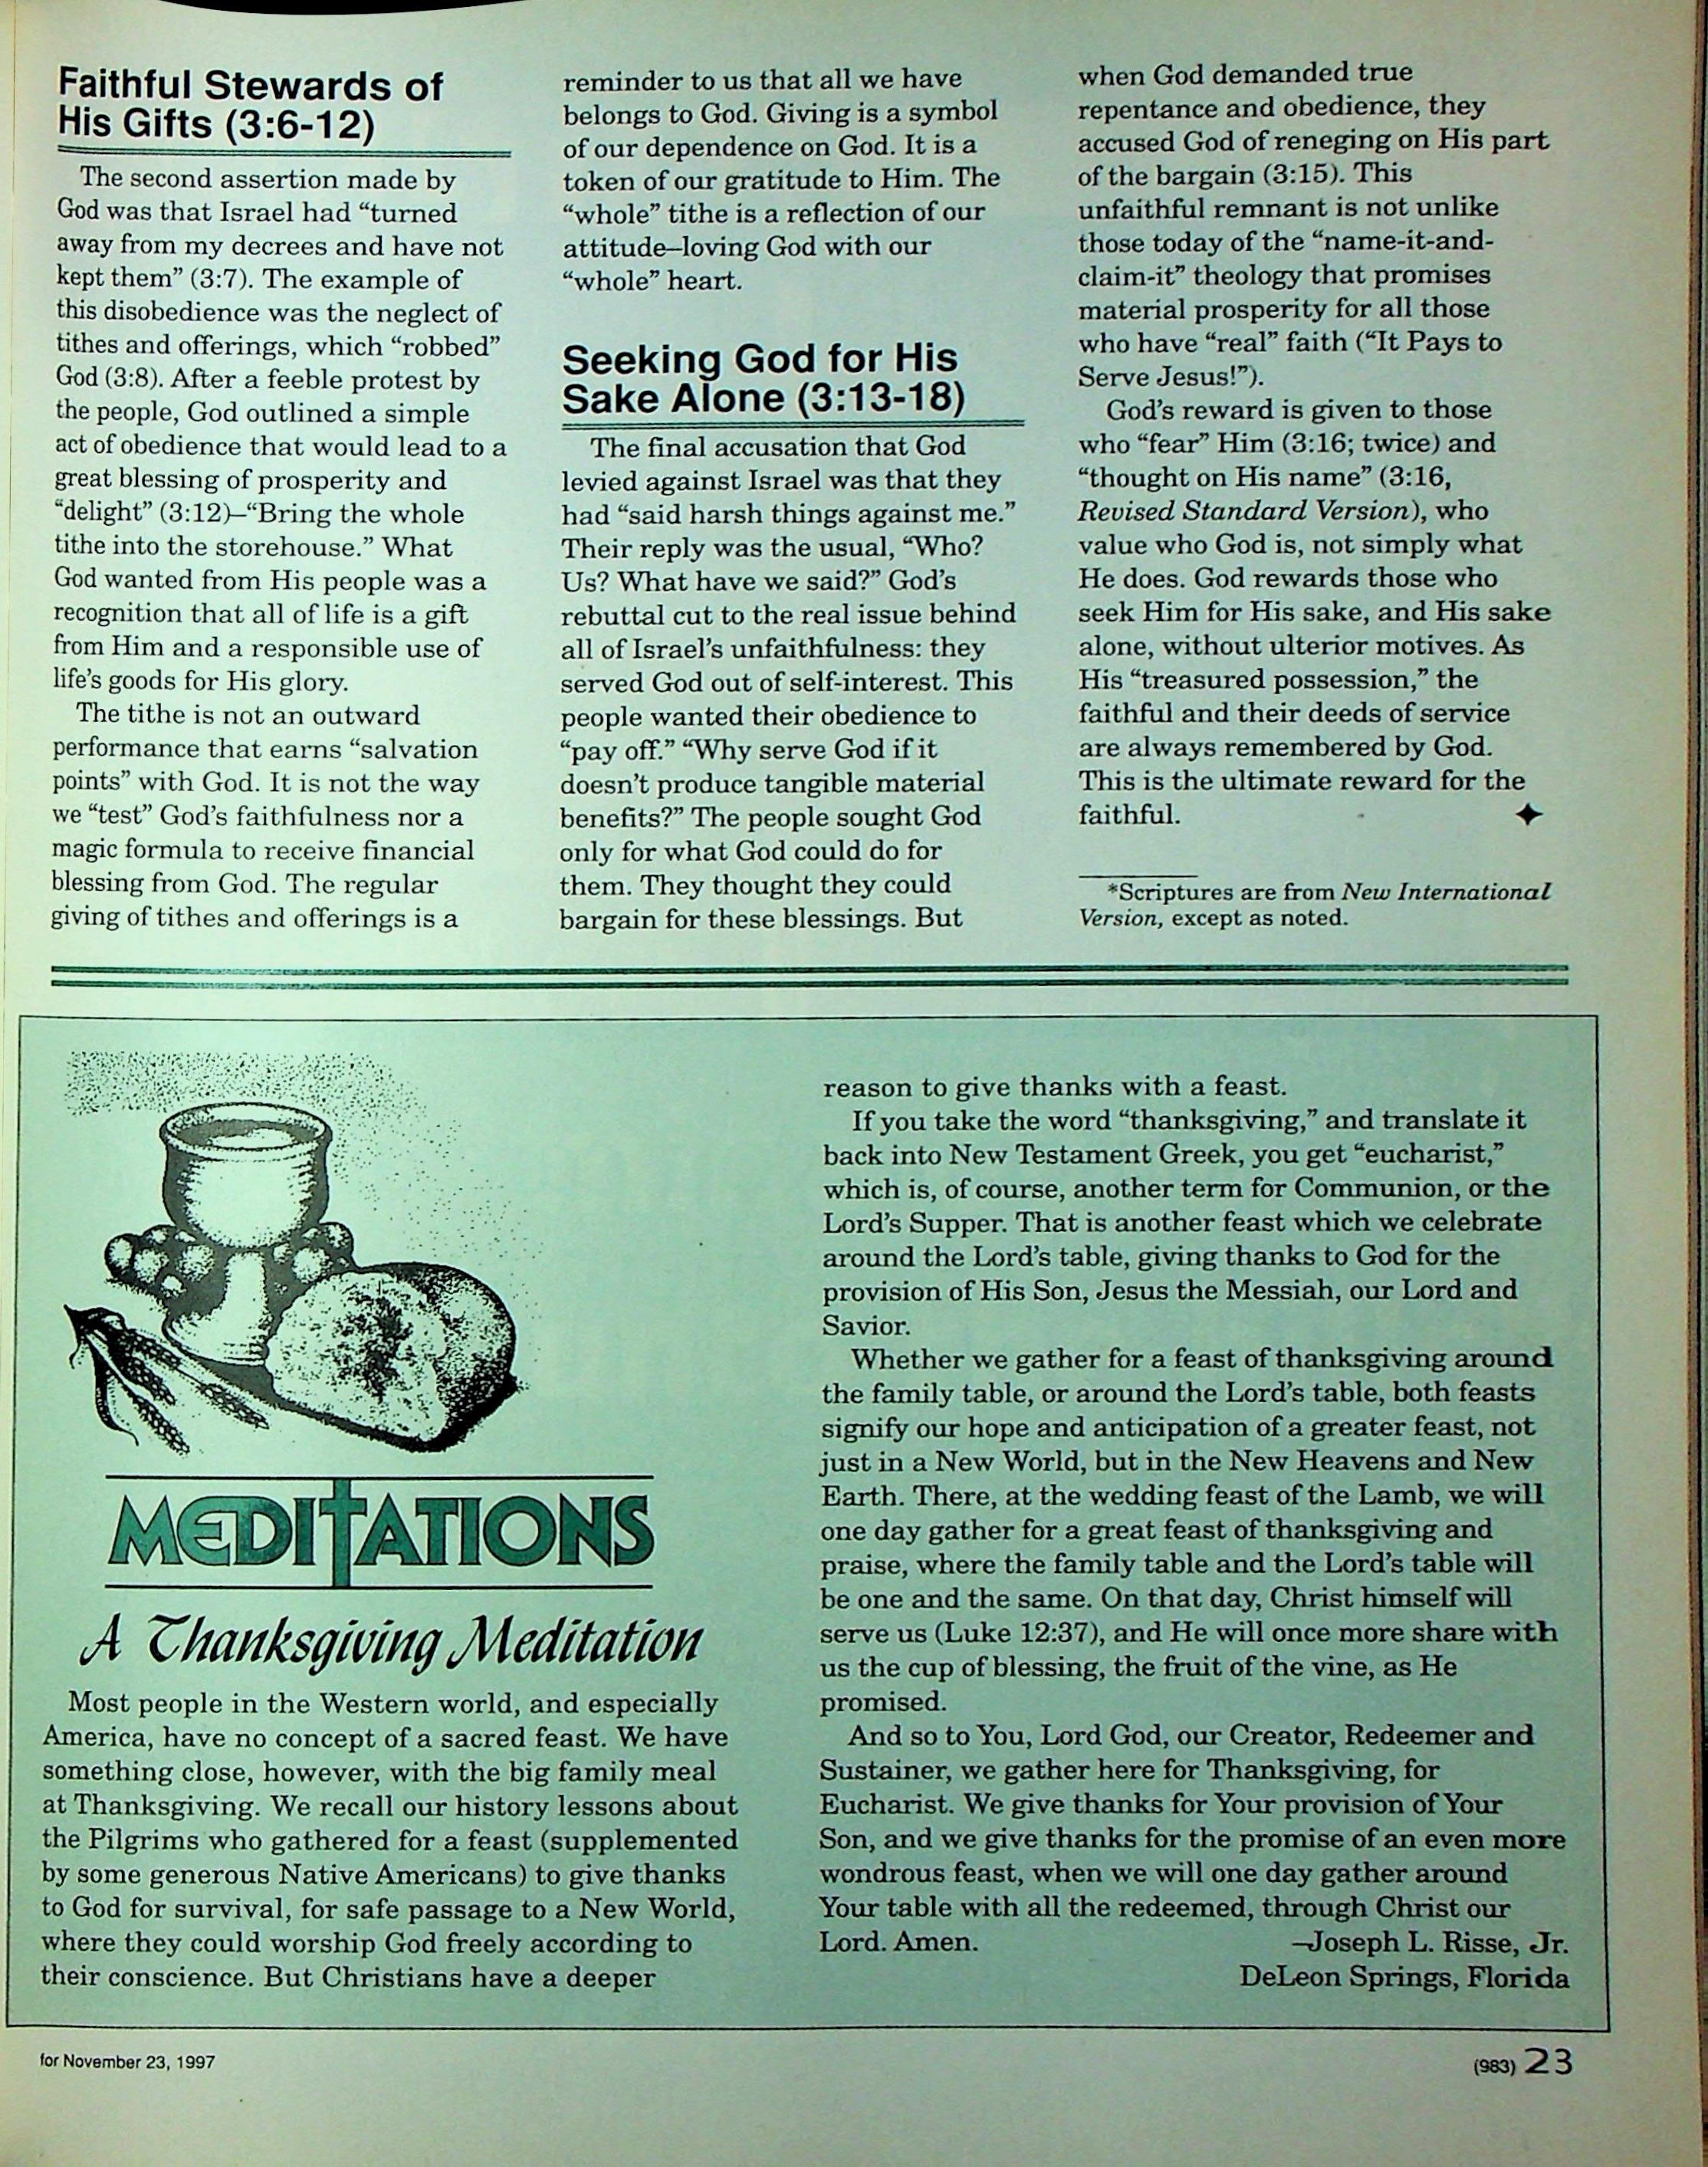 Faithful Stewards of
His Gifts (3:6-12)
The second assertion made by
God was that Israel had “turned
away from my decrees and have not
kept them” (3:7). The example of
this disobedience was the neglect of
tithes and offerings, which “robbed”
God (3:8). After a feeble protest by
the people, God outlined a simple
act of obedience that would lead to a
great blessing of prosperity and
“delight” (3:12)–“Bring the whole
tithe into the storehouse.” What
God wanted from His people was a
recognition that all of life is a gift
from Him and a responsible use of
life’s goods for His glory.
The tithe is not an outward
performance that earns “salvation
points” with God. It is not the way
we “test” God’s faithfulness nor a
magic formula to receive financial
blessing from God. The regular
giving of tithes and offerings is a
reminder to us that all we have
belongs to God. Giving is a symbol
of our dependence on God. It is a
token of our gratitude to Him. The
“whole” tithe is a reflection of our
attitude–loving God with our
“whole” heart.
Seeking God for His
Sake Alone (3:13-18)
The final accusation that God
levied against Israel was that they
had “said harsh things against me.”
Their reply was the usual, “Who?
Us? What have we said?” God’s
rebuttal cut to the real issue behind
all of Israel’s unfaithfulness: they
served God out of self-interest. This
people wanted their obedience to
“pay off.” “Why serve God if it
doesn’t produce tangible material
benefits?” The people sought God
only for what God could do for
them. They thought they could
bargain for these blessings. But
when God demanded true
repentance and obedience, they
accused God of reneging on His part
of the bargain (3:15). This
unfaithful remnant is not unlike
those today of the “name-it-and-
claim-it” theology that promises
material prosperity for all those
who have “real” faith (“It Pays to
Serve Jesus!”).
God’s reward is given to those
who “fear” Him (3:16; twice) and
“thought on His name” (3:16,
Revised Standard Version), who
value who God is, not simply what
He does. God rewards those who
seek Him for His sake, and His sake
alone, without ulterior motives. As
His “treasured possession,” the
faithful and their deeds of service
are always remembered by God.
This is the ultimate reward for the
faithful.
*Scriptures are from New International
Version, except as noted.
MEDITATIONS
A Thanksgiving Meditation
Most people in the Western world, and especially
America, have no concept of a sacred feast. We have
something close, however, with the big family meal
at Thanksgiving. We recall our history lessons about
the Pilgrims who gathered for a feast (supplemented
by some generous Native Americans) to give thanks
to God for survival, for safe passage to a New World,
where they could worship God freely according to
their conscience. But Christians have a deeper
reason to give thanks with a feast.
If you take the word “thanksgiving,” and translate it
back into New Testament Greek, you get “eucharist,”
which is, of course, another term for Communion, or the
Lord’s Supper. That is another feast which we celebrate
around the Lord’s table, giving thanks to God for the
provision of His Son, Jesus the Messiah, our Lord and
Savior.
Whether we gather for a feast of thanksgiving around
the family table, or around the Lord’s table, both feasts
signify our hope and anticipation of a greater feast, not
just in a New World, but in the New Heavens and New
Earth. There, at the wedding feast of the Lamb, we will
one day gather for a great feast of thanksgiving and
praise, where the family table and the Lord’s table will
be one and the same. On that day, Christ himself will
serve us (Luke 12:37), and He will once more share with
us the cup of blessing, the fruit of the vine, as He
promised.
And so to You, Lord God, our Creator, Redeemer and
Sustainer, we gather here for Thanksgiving, for
Eucharist. We give thanks for Your provision of Your
Son, and we give thanks for the promise of an even more
wondrous feast, when we will one day gather around
Your table with all the redeemed, through Christ our
Lord. Amen. –Joseph L. Risse, Jr.
DeLeon Springs, Florida
for November 23, 1997
(983) 23